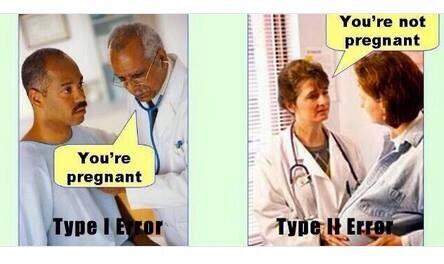 You're
pregnant
Type I Error
You're not
pregnant
Type II Error